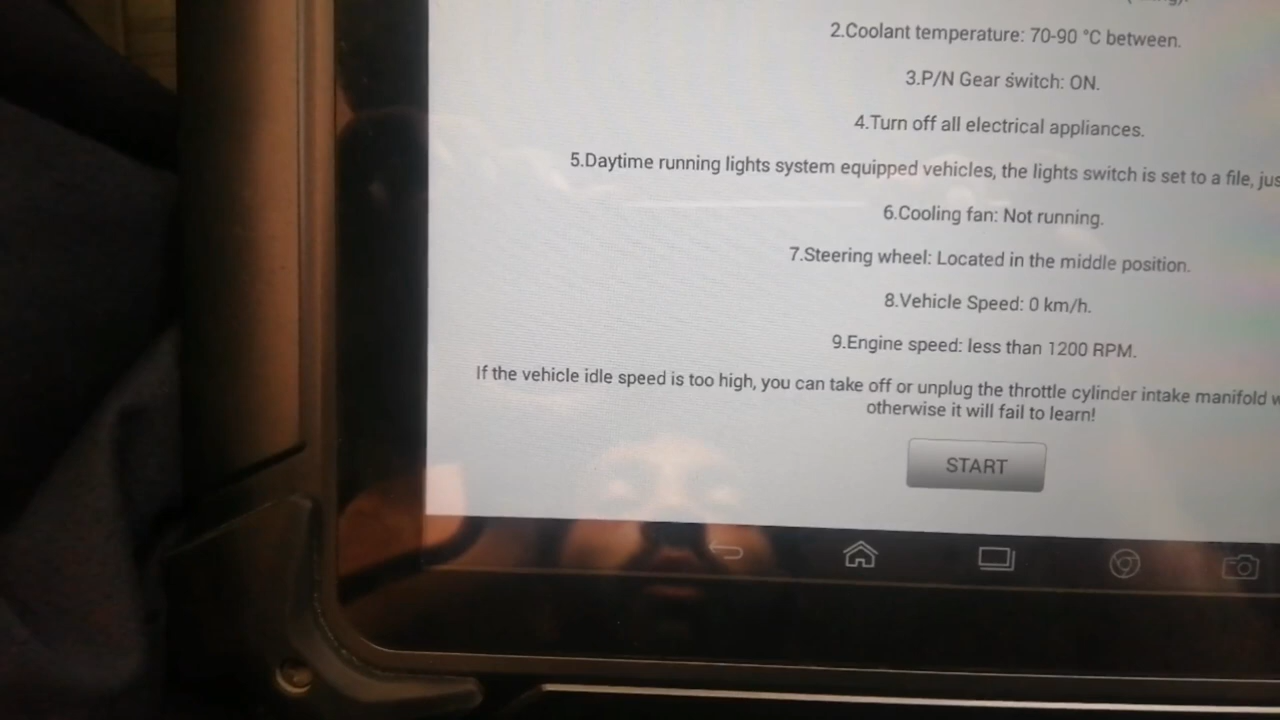 2.Coolant temperature: 70-90 °C between.
3.P/N Gear switch: ON.
4.Turn off all electrical appliances.
5.Daytime running lights system equipped vehicles, the lights switch is set to a file,
6.Cooling fan: Not running.
7.Steering wheel: Located in the middle position.
8.Vehicle Speed: 0 km/h.
9.Engine speed: less than 1200 RPM.
If the vehicle idle speed is too high, you can take off or unplug the throttle cylinder intake manifold
otherwise it will fail to learn!
START